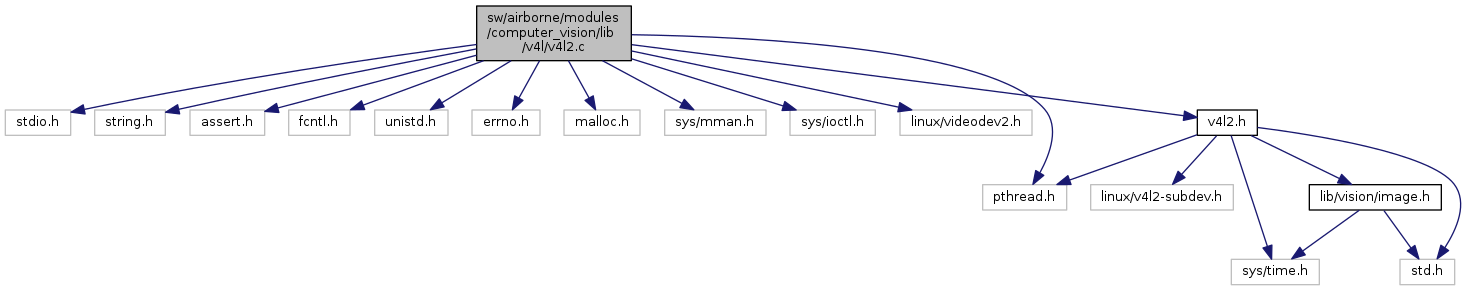 sw/airborne/modules
/computer_vision/lib
/v4l/v4l2.c
stdio.h
string.h
assert.h
fcntl.h
unistd.h
errno.h
malloc.h
sys/mman.h
sys/ioctl.h
linux/videodev2.h
v4l2.h
pthread.h
linux/v4l2-subdev.h
lib/vision/image.h
sys/time.h
std.h